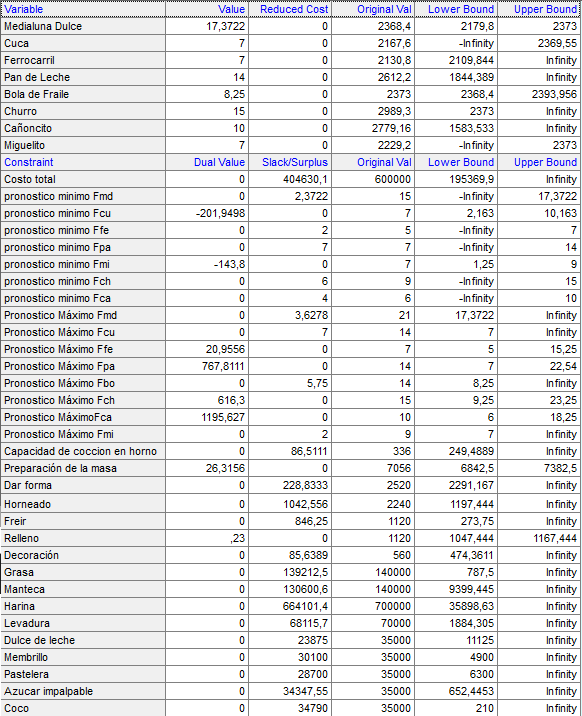 Variable Value Reduced Cost Original Val Lower Bound Upper Bound
Medialuna Dulce 17,3722 0 2368,4 2179,8 2373
Cuca 7 0 2167,6 -Infinity 2369,55
Ferrocarril 7 0 2130,8 2109,844 Infinity
Pan de Leche 14 0 2612,2 1844,389 Infinity
Bola de Fraile 8,25 0 2373 2368,4 2393,956
Churro 15 0 2989,3 2373 Infinity
Cañoncito 10 0 2779,16 1583,533 Infinity
Miguelito 7 0 2229,2 -Infinity 2373
Constraint Dual Value Slack/Surplus Original Val Lower Bound Upper Bound
Costo total 0 404630,1 600000 195369,9 Infinity
pronostico minimo Fmd 0 2,3722 15 -Infinity 17,3722
pronostico minimo Fcu -201,9498 0 7 2,163 10,163
pronostico minimo Ffe 0 2 5 -Infinity 7
pronostico minimo Fpa 0 7 7 -Infinity 14
pronostico minimo Fmi -143,8 0 7 1,25 9
pronostico minimo Fch 0 6 9 -Infinity 15
pronostico minimo Fca 0 4 6 -Infinity 10
Pronostico Máximo Fmd 0 3,6278 21 17,3722 Infinity
Pronostico Máximo Fcu 0 7 14 7 Infinity
Pronostico Máximo Ffe 20,9556 0 7 5 15,25
Pronostico Máximo Fpa 767,8111 0 14 7 22,54
Pronostico Máximo Fbo 0 5,75 14 8,25 Infinity
Pronostico Máximo Fch 616,3 0 15 9,25 23,25
Pronostico MáximoFca 1195,627 0 10 6 18,25
Pronostico Máximo Fmi 0 2 9 7 Infinity
Capacidad de coccion en horno 0 86,5111 336 249,4889 Infinity
Preparación de la masa 26,3156 0 7056 6842,5 7382,5
Dar forma 0 228,8333 2520 2291,167 Infinity
Horneado 0 1042,556 2240 1197,444 Infinity
Freir 0 846,25 1120 273,75 Infinity
Relleno ,23 0 1120 1047,444 1167,444
Decoración 0 85,6389 560 474,3611 Infinity
Grasa 0 139212,5 140000 787,5 Infinity
Manteca 0 130600,6 140000 9399,445 Infinity
Harina 0 664101,4 700000 35898,63 Infinity
Levadura 0 68115,7 70000 1884,305 Infinity
Dulce de leche 0 23875 35000 11125 Infinity
Membrillo 0 30100 35000 4900 Infinity
Pastelera 0 28700 35000 6300 Infinity
Azucar impalpable 0 34347,55 35000 652,4453 Infinity
Coco 0 34790 35000 210 Infinity